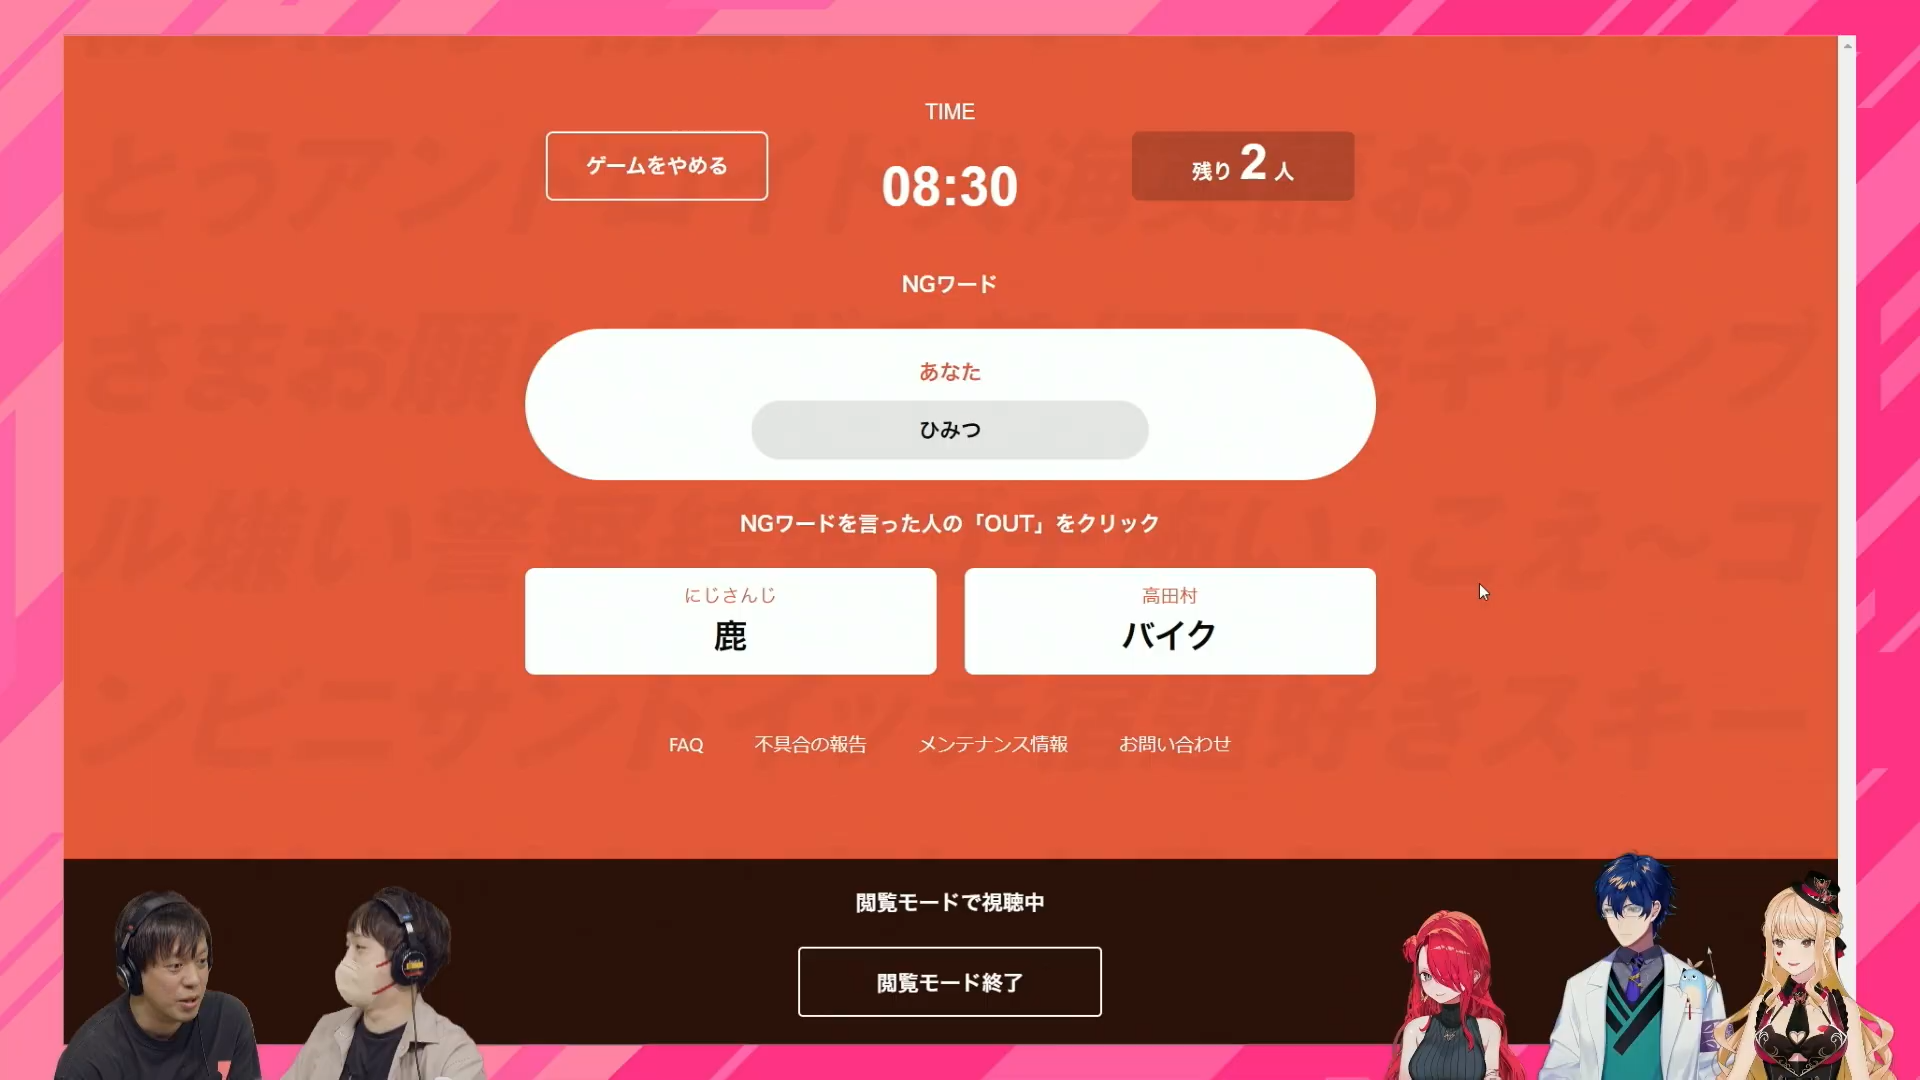 TIME
ゲームをやめる
08:30
残り 2 人
NGワード
あなた
ひみつ
NGワードを言った人の「OUT」をクリック
にじさんじ
鹿
高田村
バイク
FAQ
不具合の報告
メンテナンス情報
お問い合わせ
閲覧モードで視聴中
閲覧モード終了